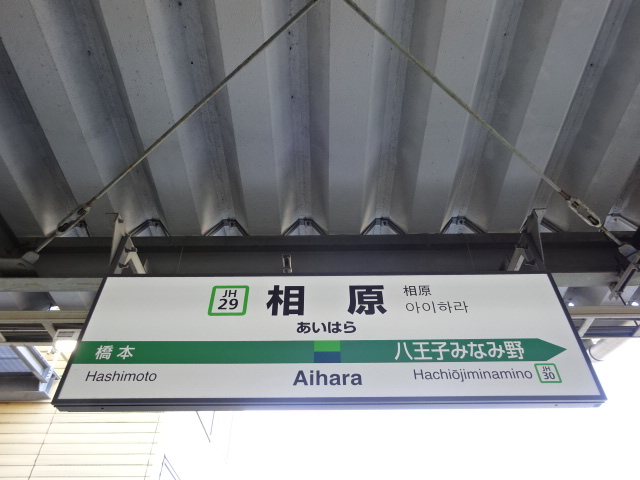 JH
29
相原
相原
아이하라
あいはら
橋本
八王子みなみ野
Hashimoto
Aihara
Hachiōjiminamino
JH
30